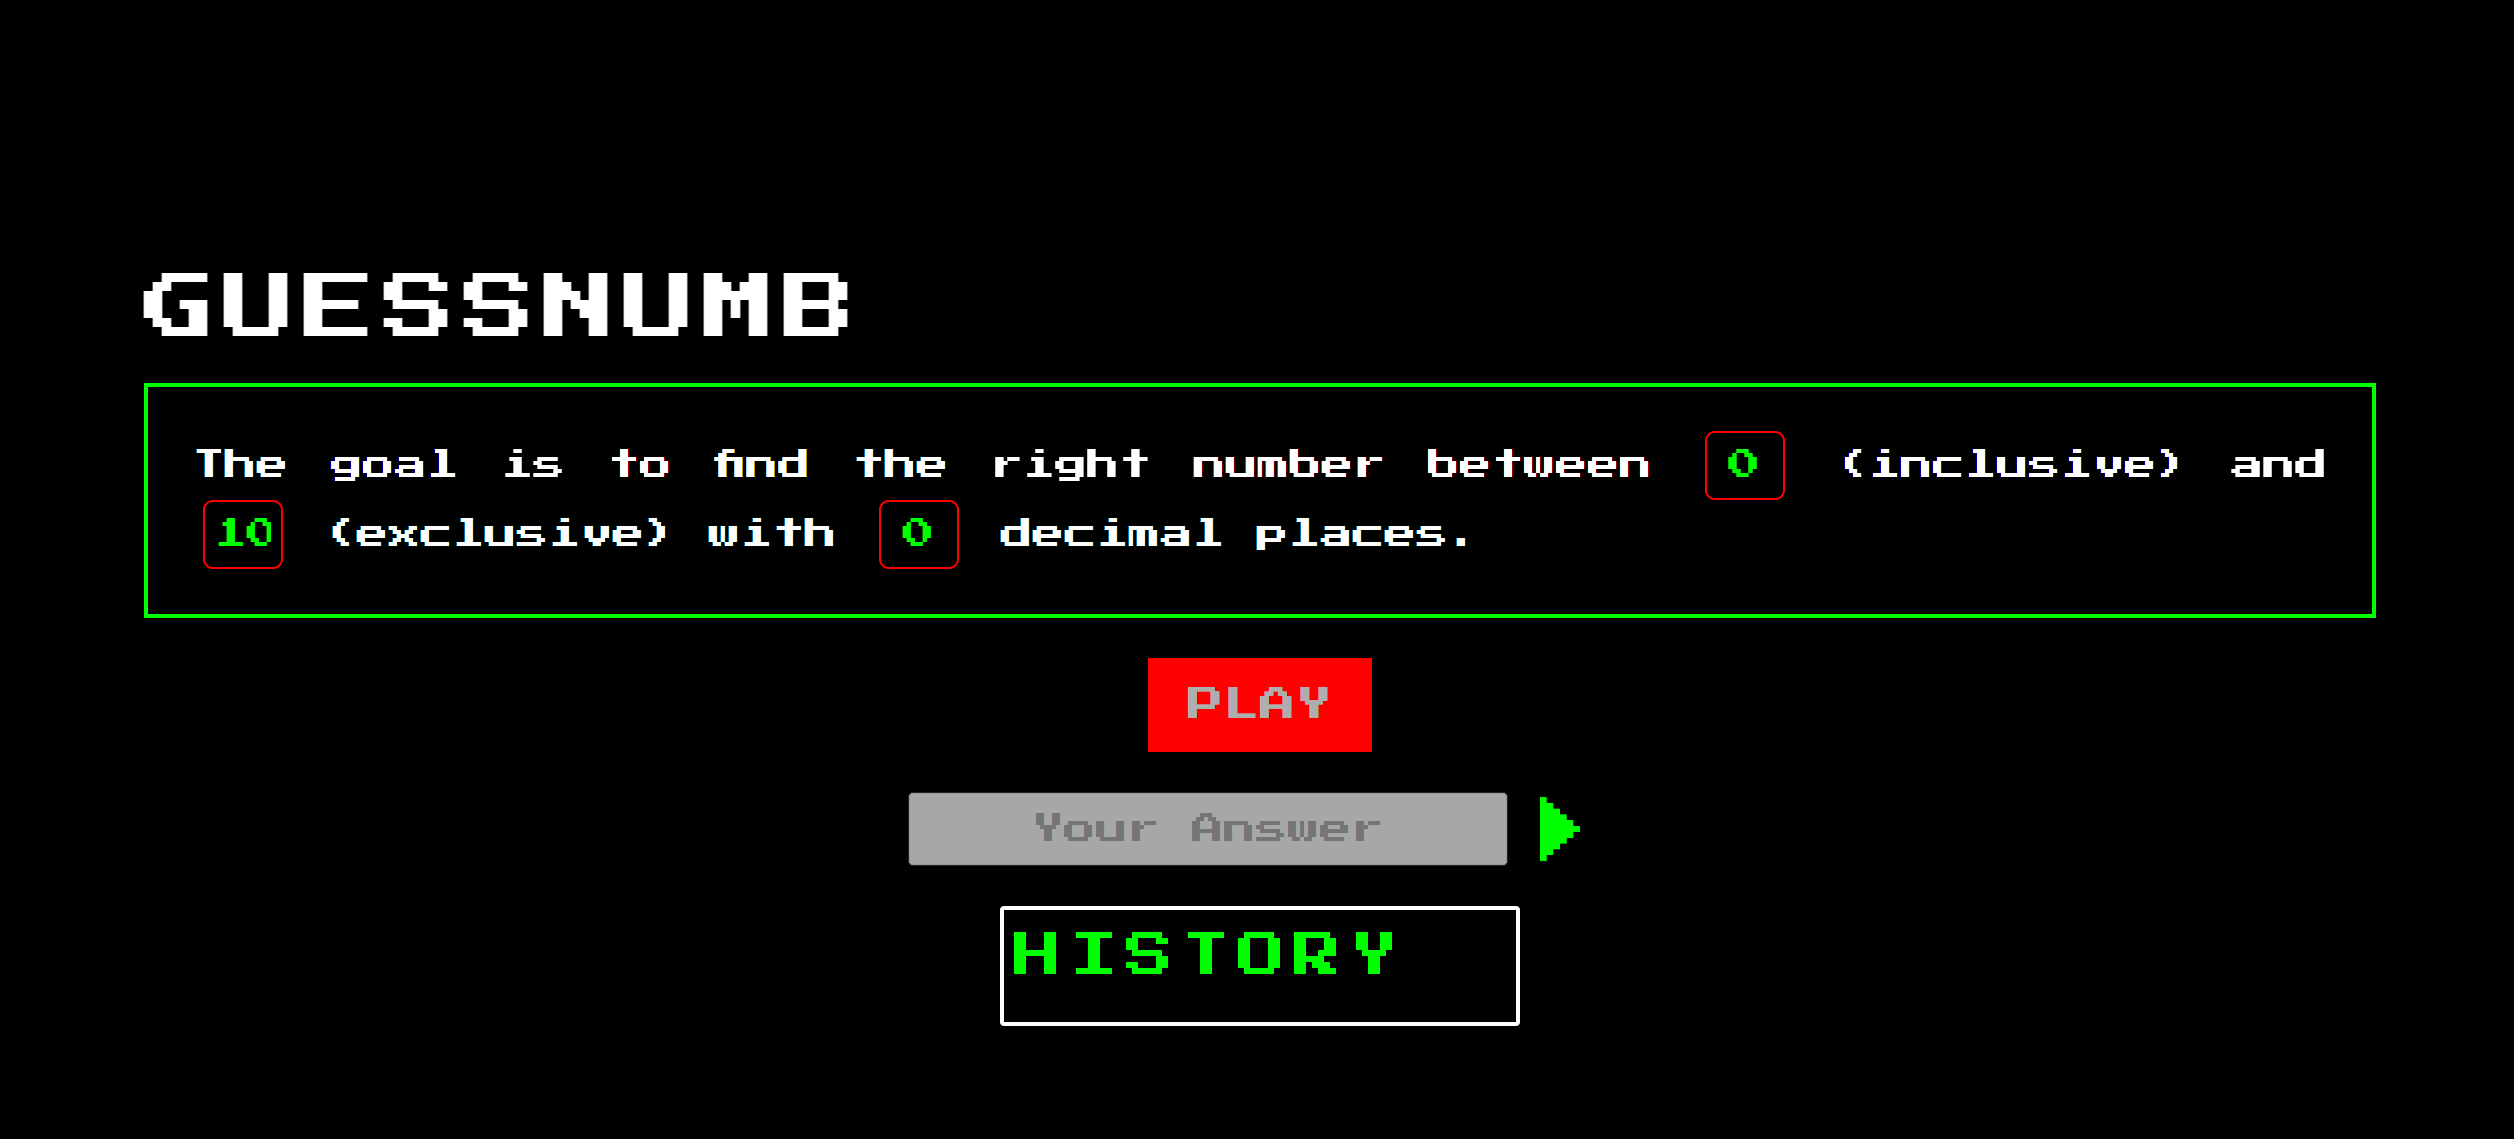 GUESSNUMB
The goal is to find the right number between 0 (inclusive) and
10 (exclusive) with 0 decimal places.
PLAY
Your Answer
HISTORY